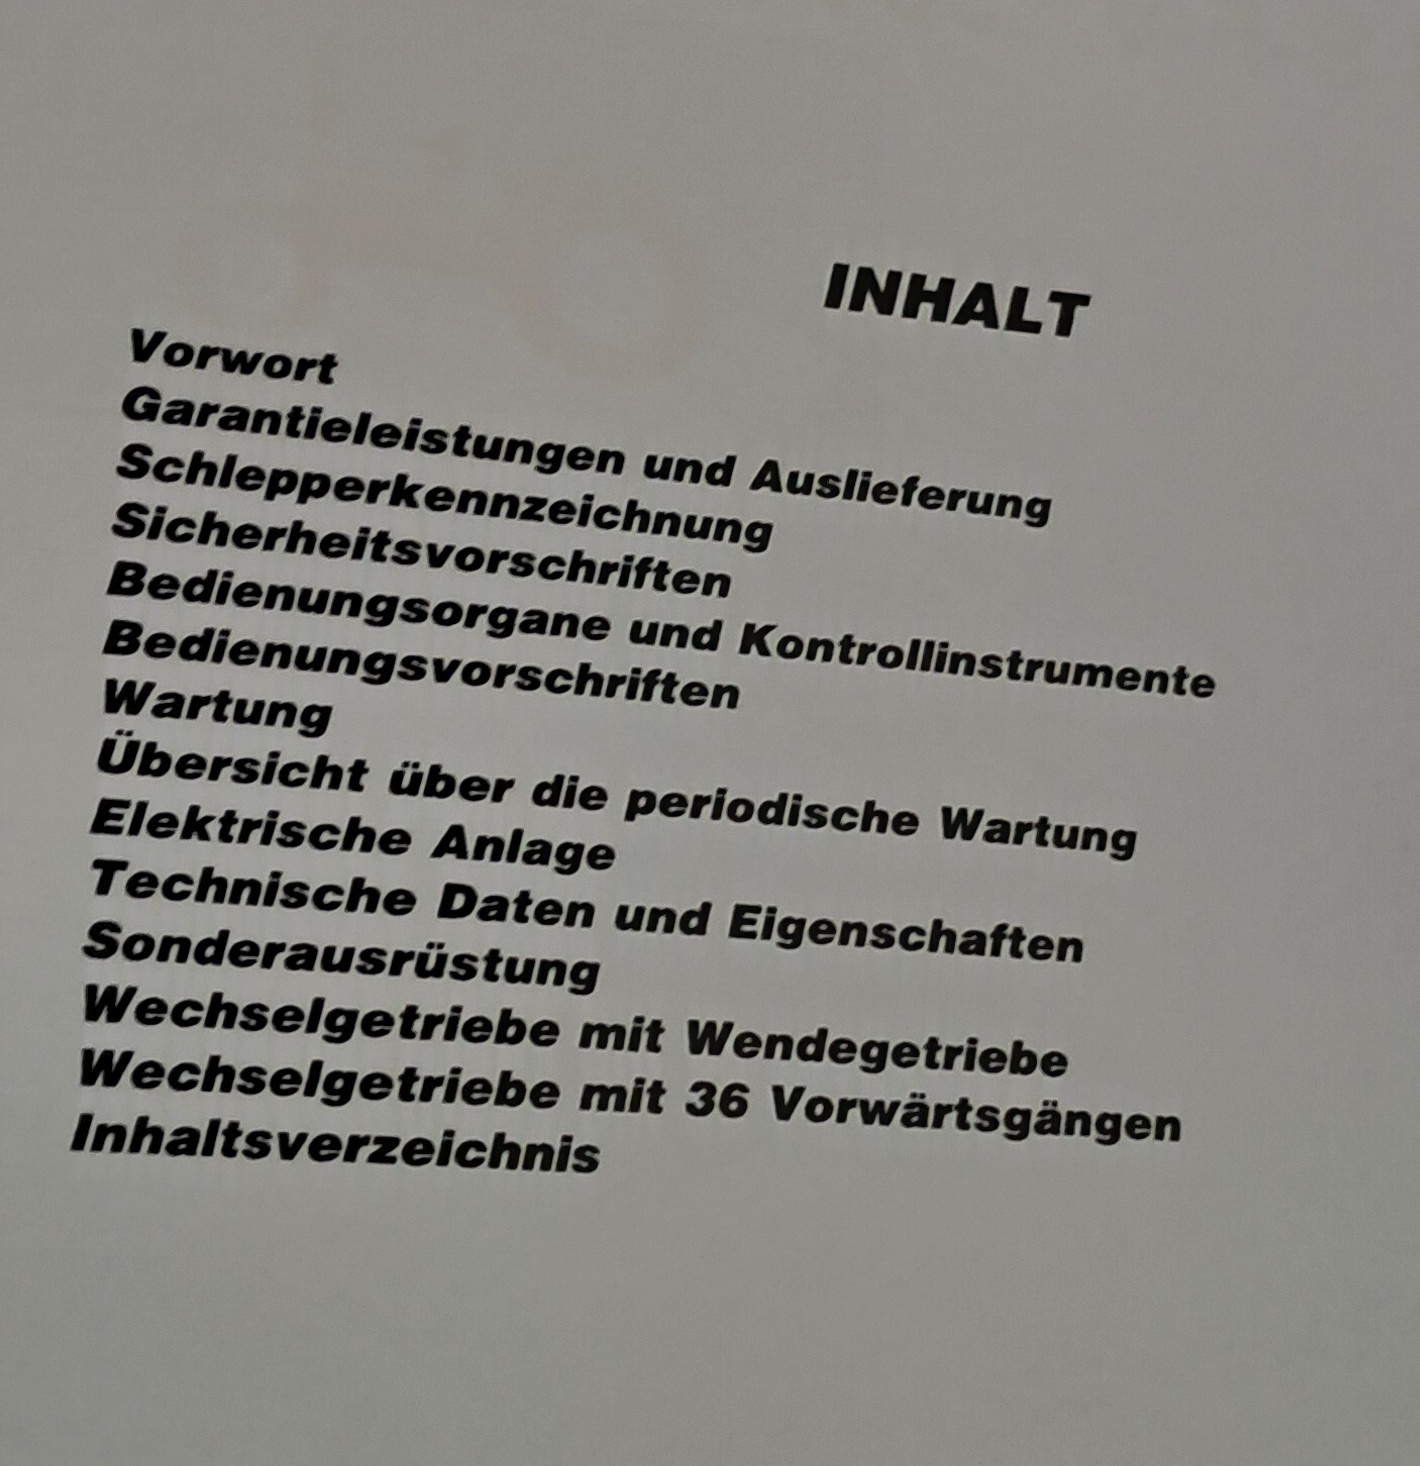 INHALT
Vorwort
Garantieleistungen und Auslieferung
Schlepperkennzeichnung
Sicherheitsvorschriften
Bedienungsorgane und Kontrollinstrumente
Bedienungsvorschriften
Wartung
Übersicht über die periodische Wartung
Elektrische Anlage
Technische Daten und Eigenschaften
Sonderausrüstung
Wechselgetriebe mit Wendegetriebe
Wechselgetriebe mit 36 Vorwärtsgängen
Inhaltsverzeichnis